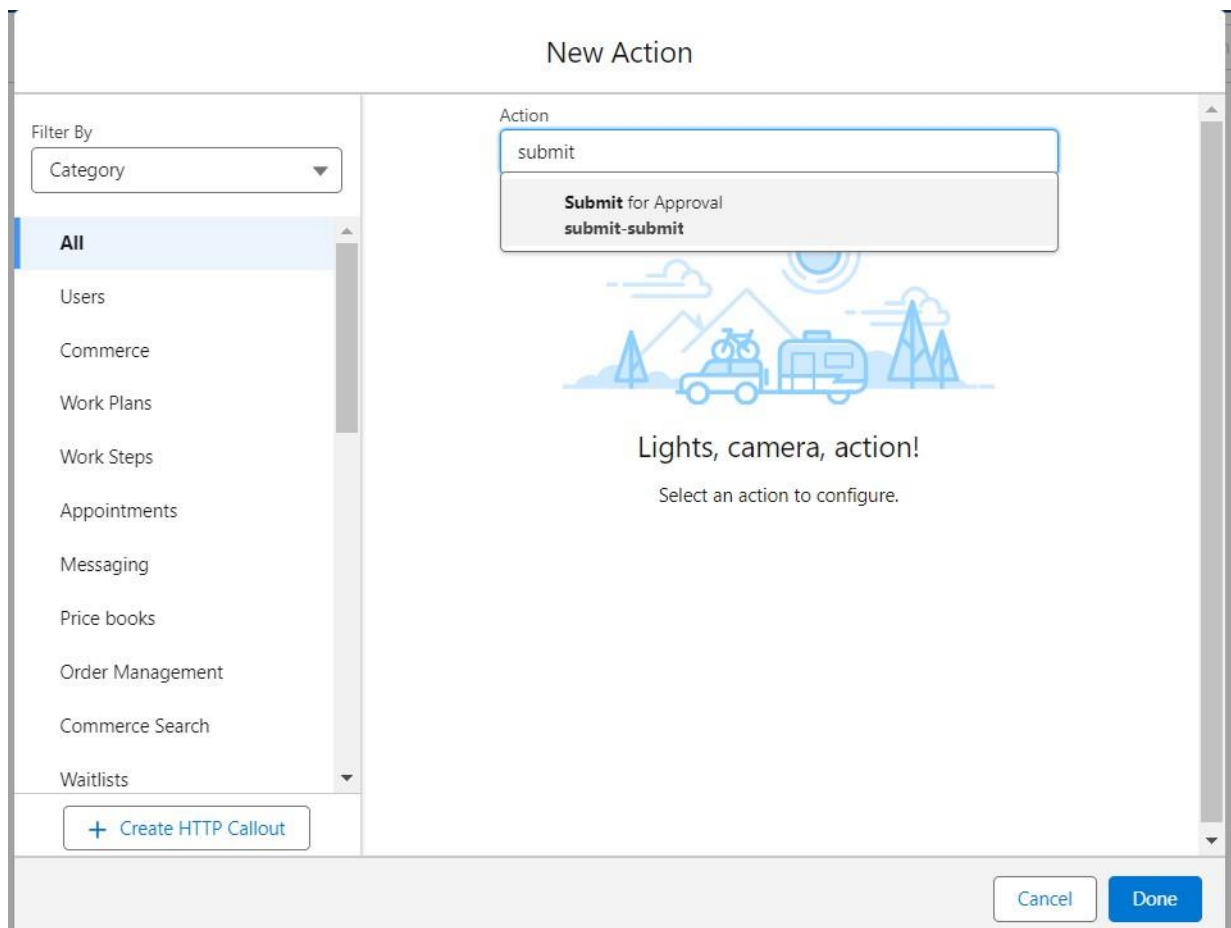 New Action
Filter By
Category
All
Users
Commerce
Work Plans
Work Steps
Appointments
Messaging
Price books
Order Management
Commerce Search
Waitlists
+ Create HTTP Callout
Action
submit
Submit for Approval
submit-submit
Lights, camera, action!
Select an action to configure.
Cancel
Done